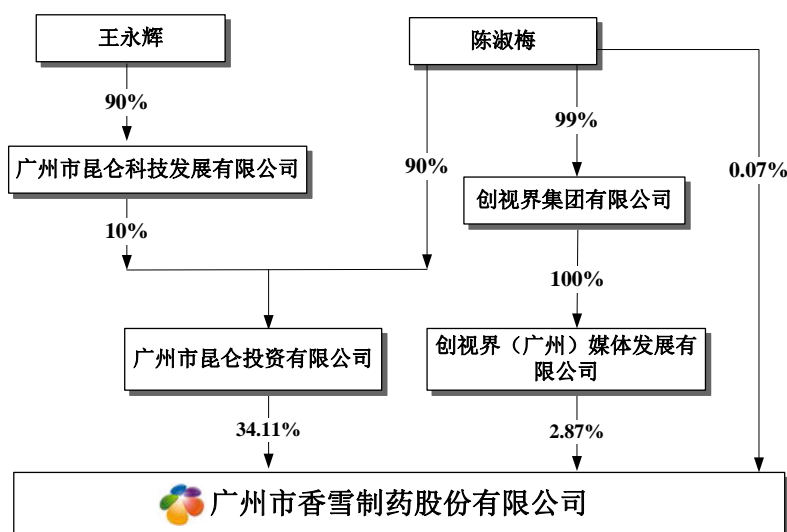 王永辉
陈淑梅
90%
99%
广州市昆仑科技发展有限公司
90%
0.07%
创视界集团有限公司
10%
100%
广州市昆仑投资有限公司
创视界（广州）媒体发展有
限公司
34.11%
2.87%
广州市香雪制药股份有限公司